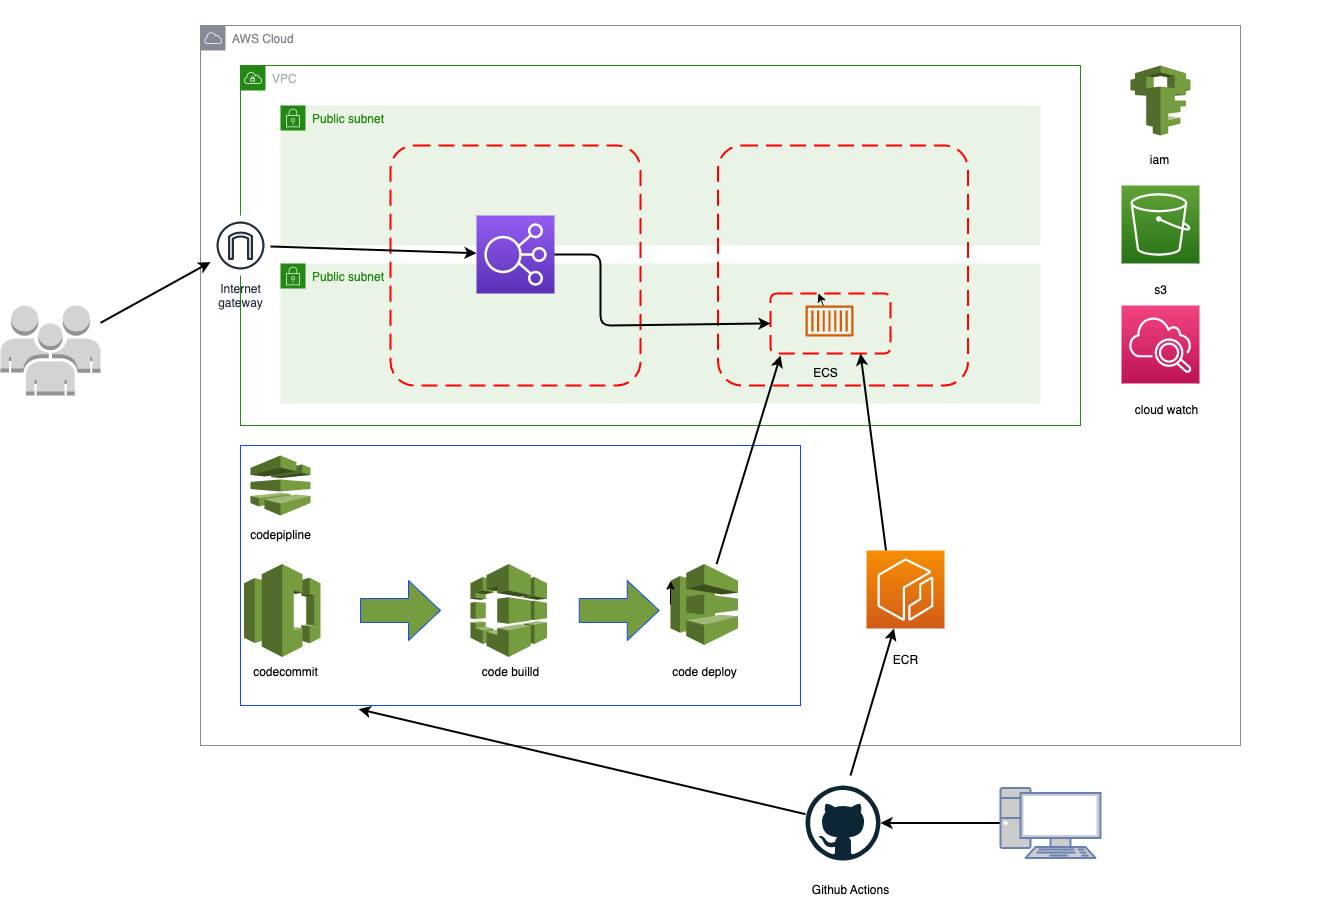 AWS Cloud
VPC
Public subnet
iam
Internet
gateway
Public subnet
s3
ECS
cloud watch
codepipline
codecommit
code builld
code deploy
ECR
Github Actions